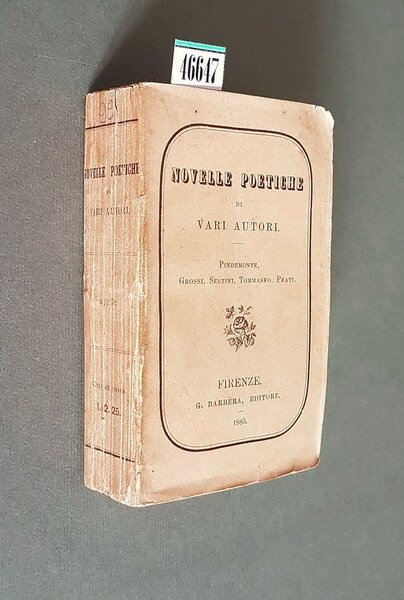 46647
NOVELLE POETICHE
DI
VARI AUTORI.
PINDEMONTE,
GROSSI, SESTINI, TOMMASEO, PRATI.
FIRENZE,
G. BARBÈRA, EDITORE.
1885.
NOVELLE POETICHE
DI
VARI AUTORI.
L. 2. 25.